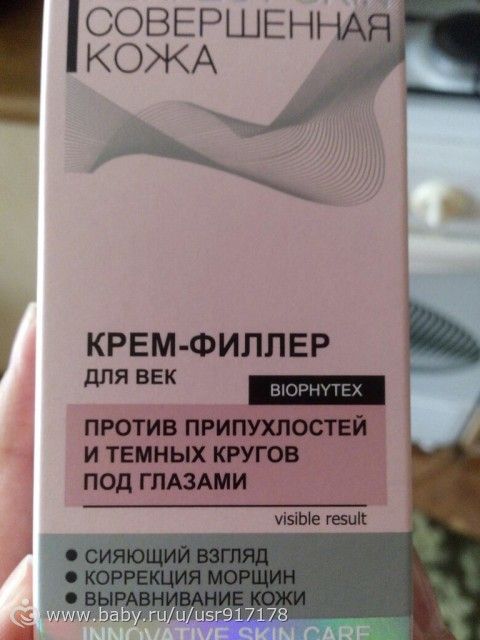 СОВЕРШЕННАЯ
КОЖА
КРЕМ-ФИЛЛЕР
ДЛЯ ВЕК
BIOPHYTEX
ПРОТИВ ПРИПУХЛОСТЕЙ
И ТЕМНЫХ КРУГОВ
ПОД ГЛАЗАМИ
visible result
● СИЯЮЩИЙ ВЗГЛЯД
● КОРРЕКЦИЯ МОРЩИН
● ВЫРАВНИВАНИЕ КОЖИ
www.baby.ru/u/usr917178
INNOVATIVE SKIN CARE